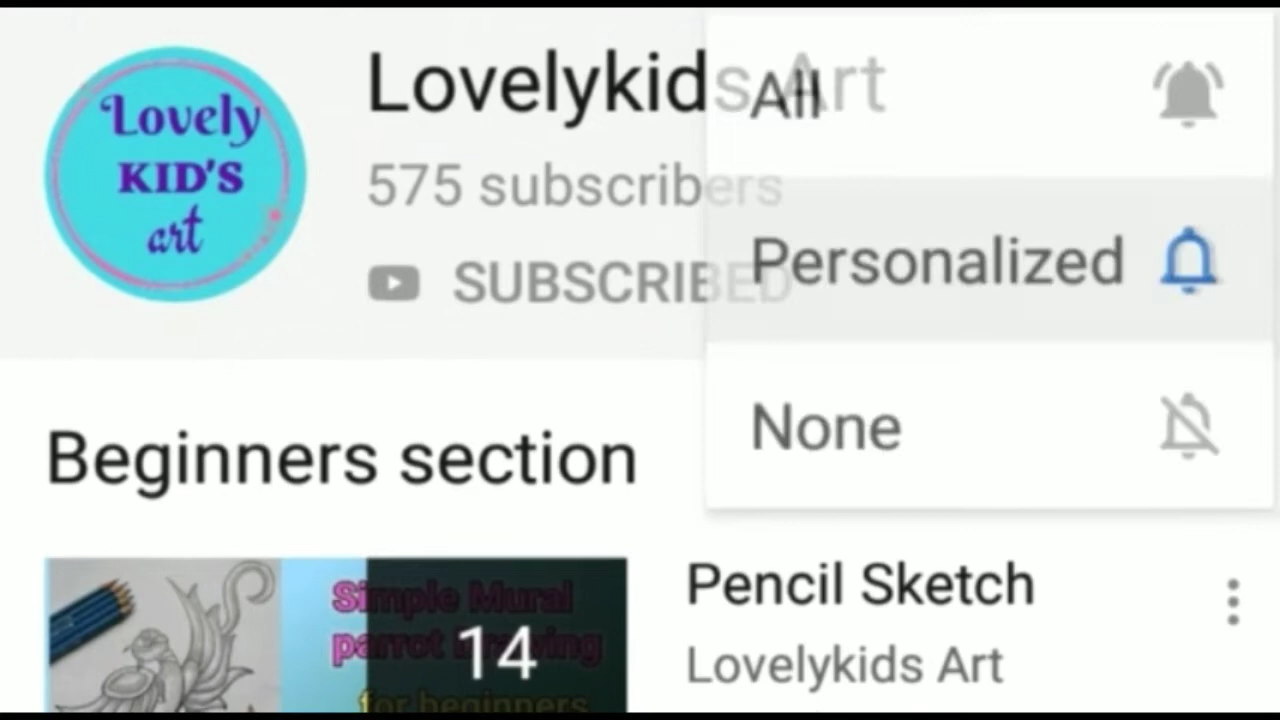 Lovely
KID'S
art
Lovelykids Art
575 subscribers
SUBSCRIBED
All
Personalized
None
Beginners section
Simple Mural
parrot Drawing
for beginners
14
Pencil Sketch
Lovelykids Art